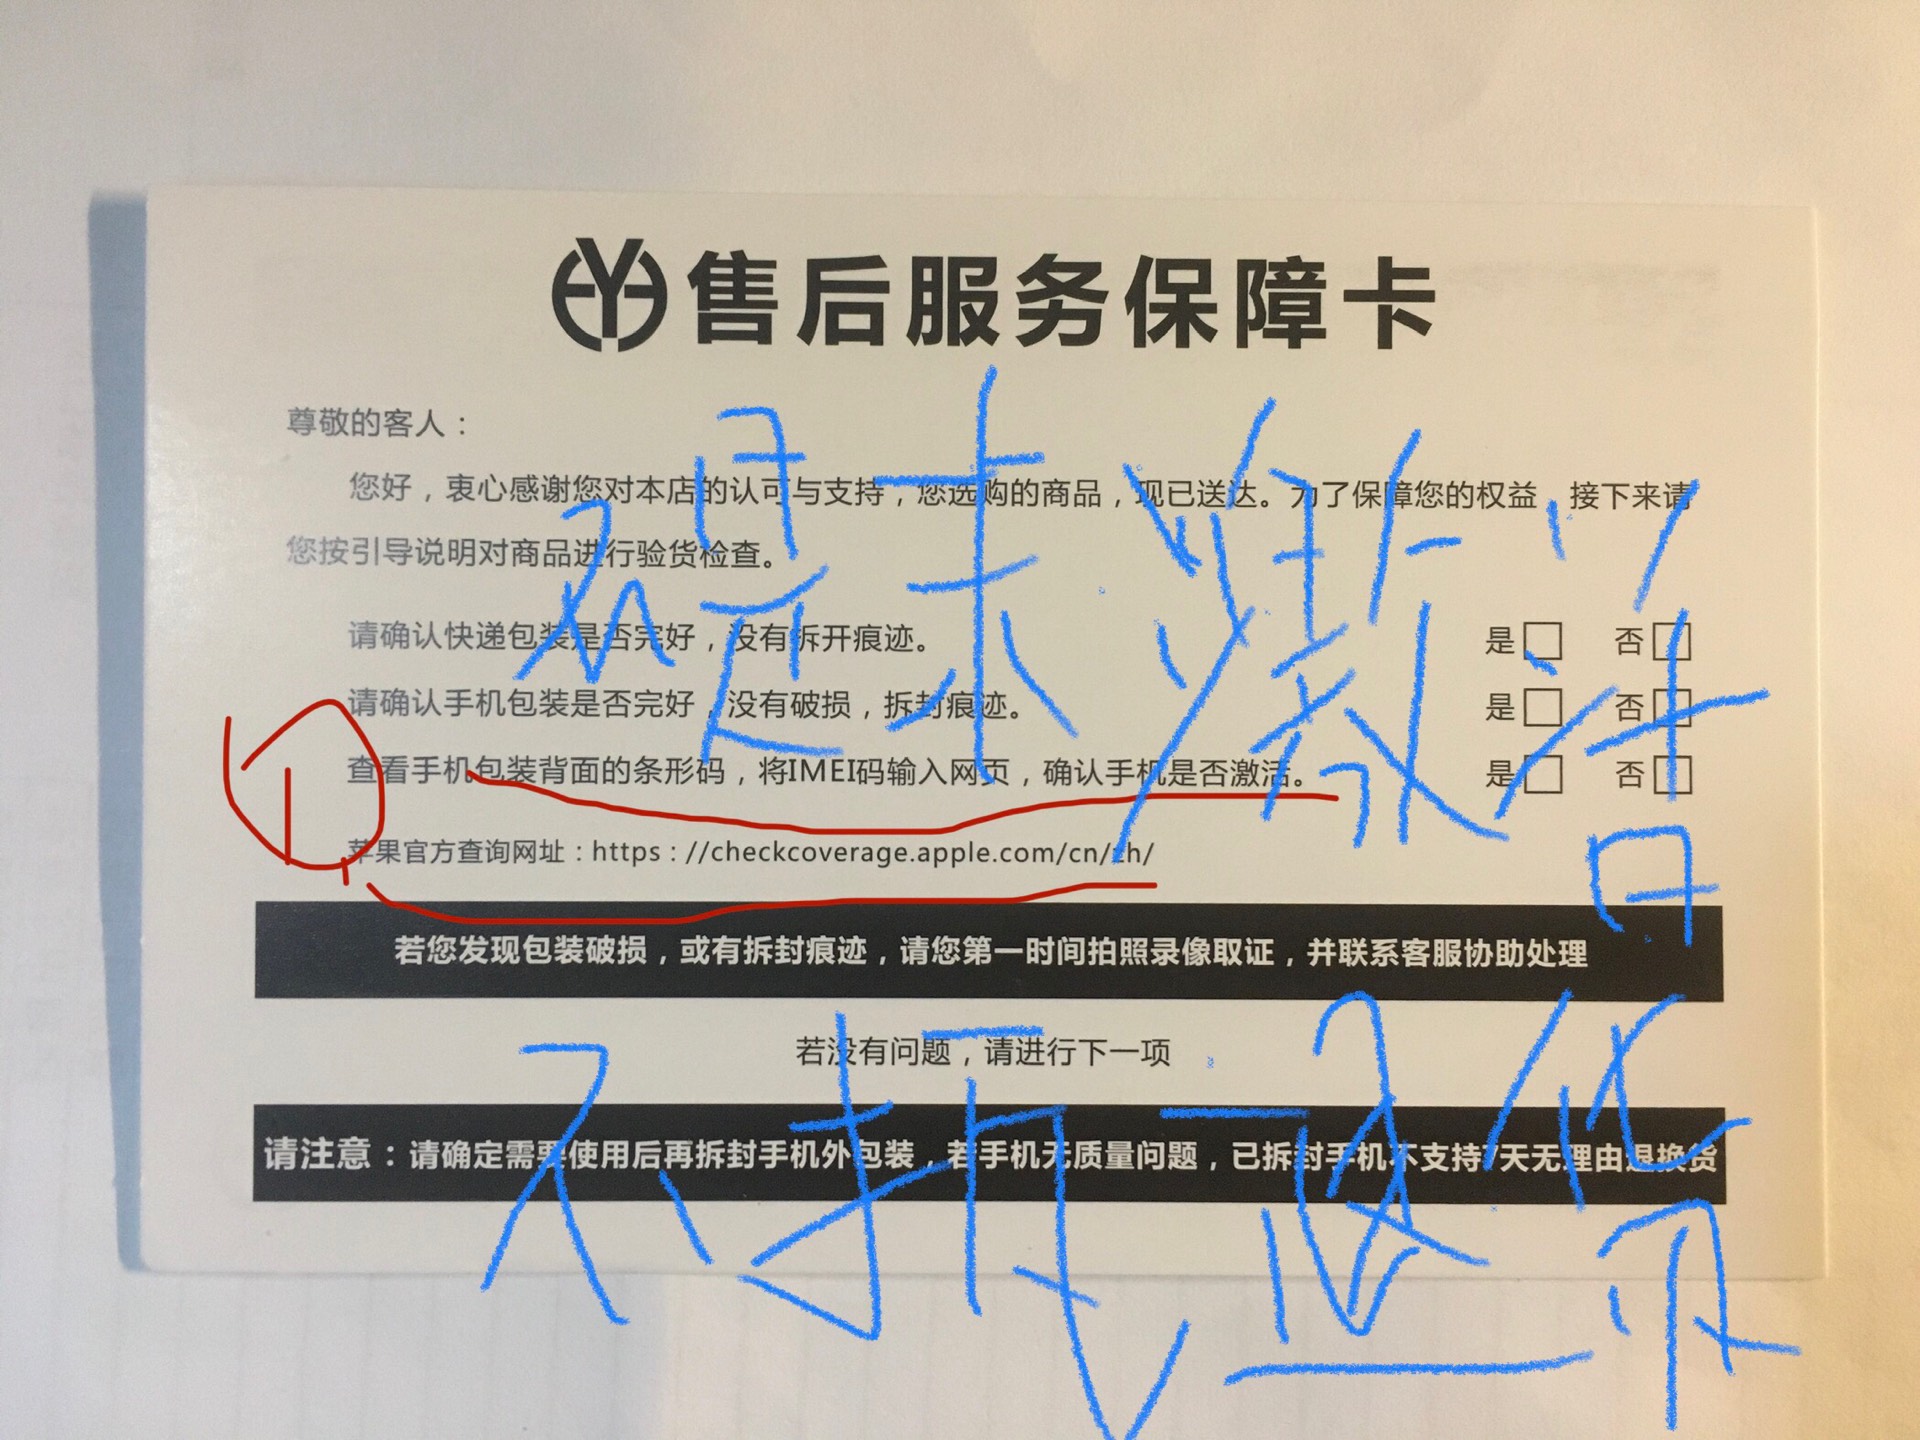 售后服务保障卡
尊敬的客人：
您好，衷心感谢您对本店的认可与支持，您选购的商品，现已送达。为了保障您的权益，接下来请
您按引导说明对商品进行验货检查。
请确认快递包装是否完好，没有拆开痕迹。 是 否
请确认手机包装是否完好，没有破损，拆封痕迹。 是 否
查看手机包装背面的条形码，将IMEI码输入网页，确认手机是否激活。 是 否
1
苹果官方查询网址：https：//checkcoverage.apple.com/cn/zh/
若您发现包装破损，或有拆封痕迹，请您第一时间拍照录像取证，并联系客服协助处理
若没有问题，请进行下一项
请注意：请确定需要使用后再拆封手机外包装，若手机无质量问题，已拆封手机不支持7天无理由退换货
未激活